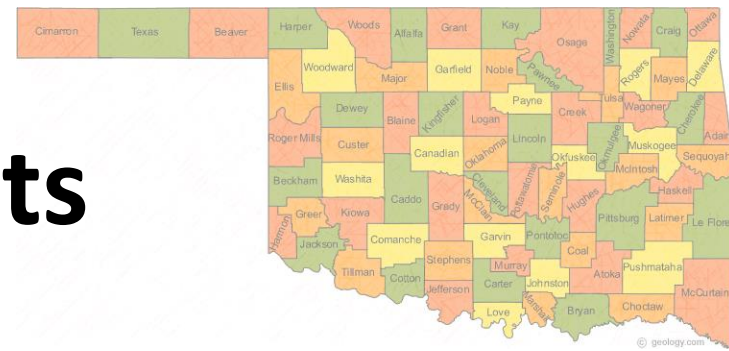 Cimarron Texas Beaver Harper Woods Alfalfa Grant Kay Osage Washington Nowata Craig Ottawa
Ellis Woodward Major Garfield Noble Pawnee Rogers Mayes Delaware
Dewey Blaine Kingfisher Logan Payne Creek Tulsa Wagoner Cherokee Adair
Roger Mills Custer Canadian Oklahoma Lincoln Okfuskee Okmulgee Muskogee Sequoyah
ts
Beckham Washita Caddo Grady McClain Cleveland Pottawatomie Seminole Hughes McIntosh Haskell
Harmon Greer Kiowa Comanche Garvin Pontotoc Pittsburg Latimer Le Flore
Jackson Tillman Cotton Stephens Murray Coal Atoka Pushmataha
Jefferson Carter Johnston McCurtain
Love Marshall Bryan Choctaw
© geology.com